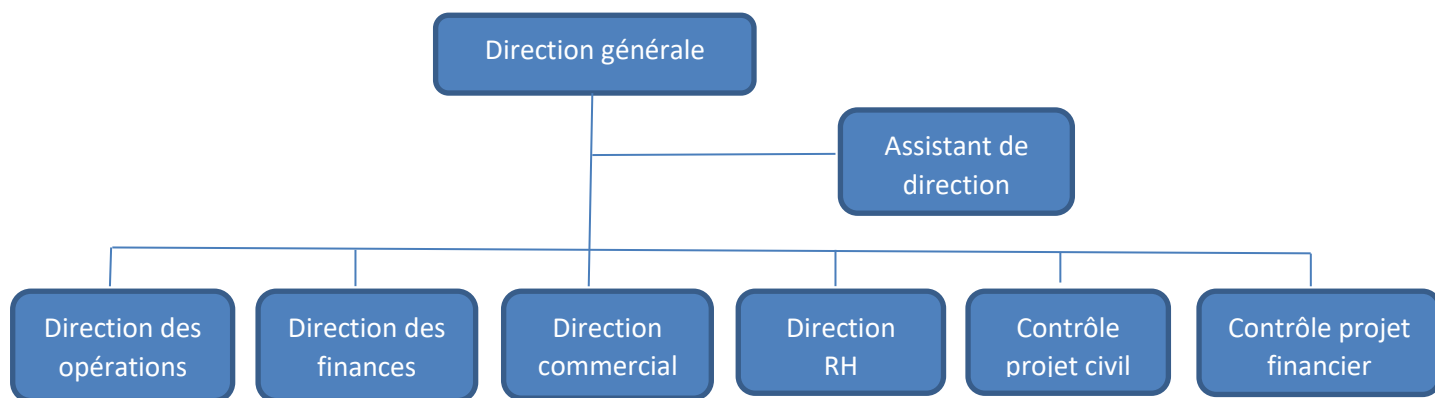 Direction générale
Assistant de
direction
Direction des
opérations
Direction des
finances
Direction
commercial
Direction
RH
Contrôle
projet civil
Contrôle projet
financier